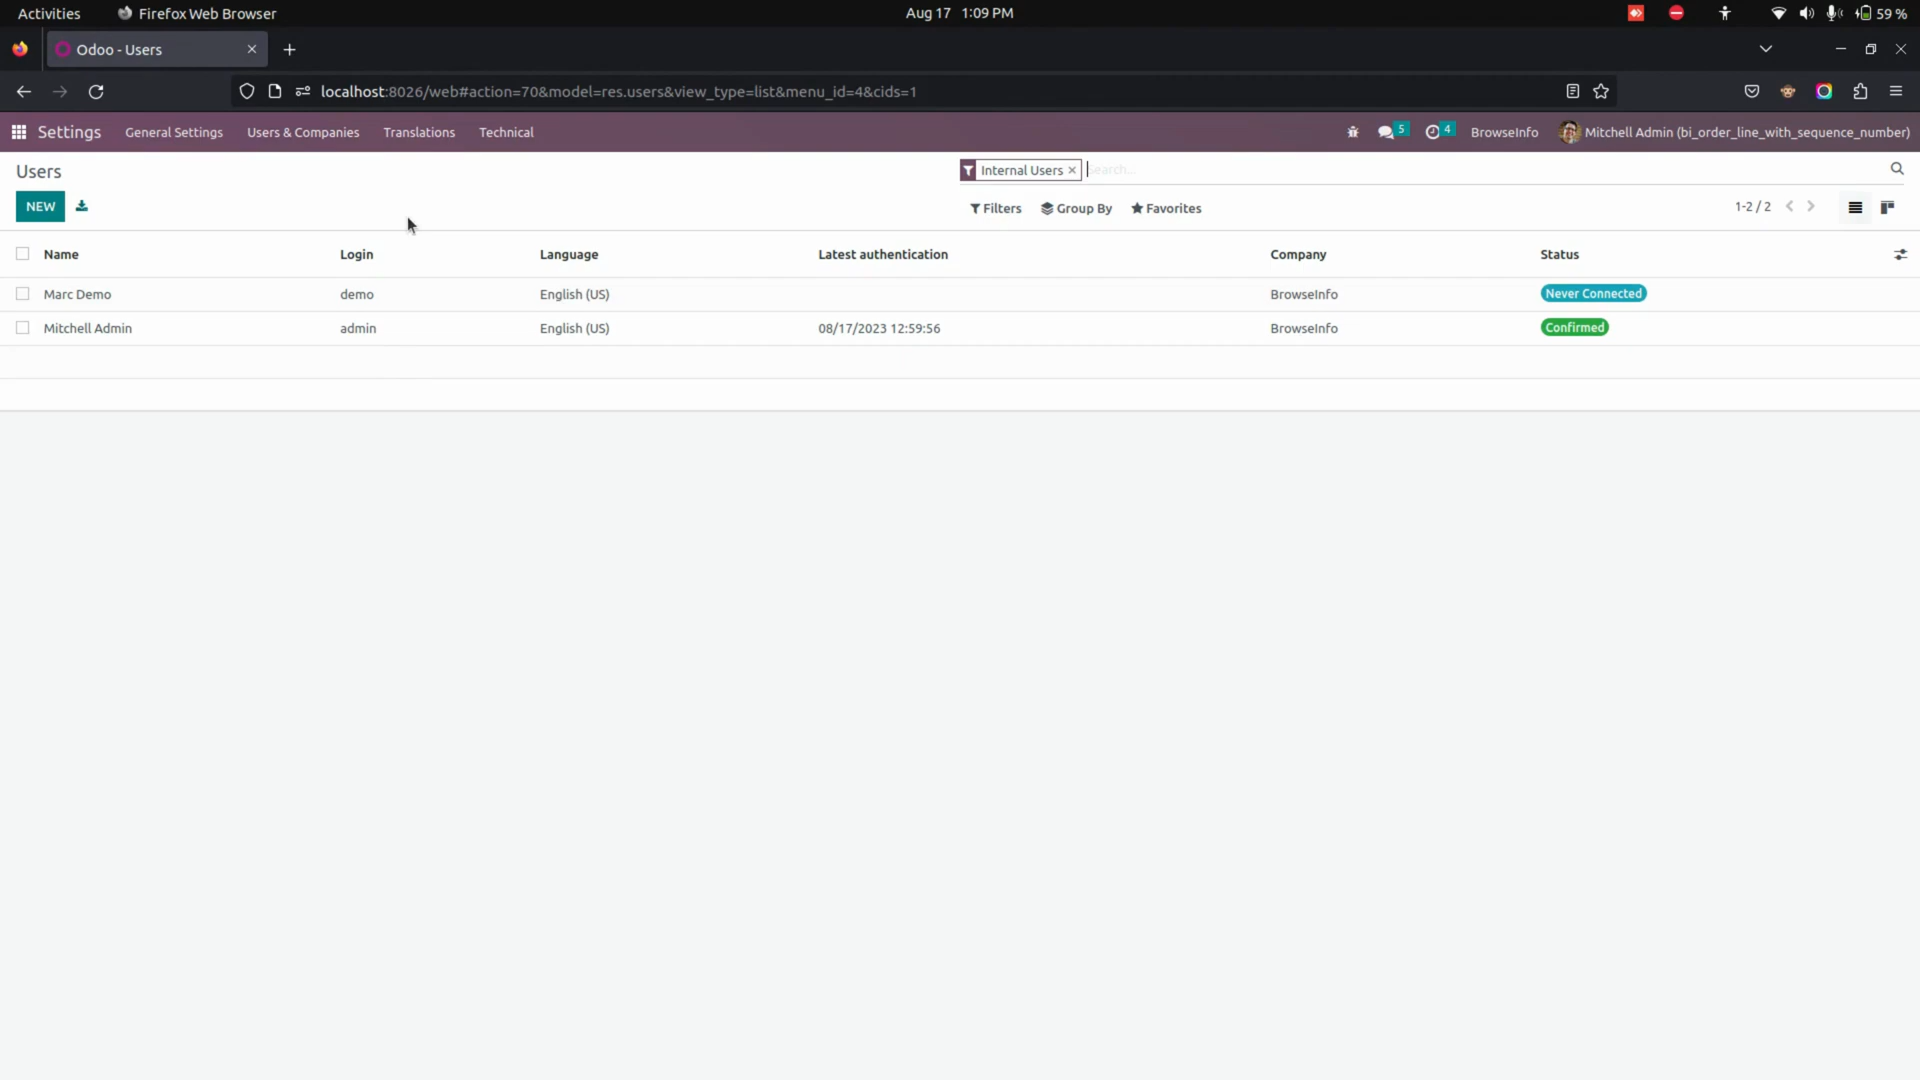 Activities Firefox Web Browser Aug 17 1:09 PM 59 %
Odoo - Users
localhost:8026/web#action=70&model=res.users&view_type=list&menu_id=4&cids=1
Settings General Settings Users & Companies Translations Technical 5 4 BrowseInfo Mitchell Admin (bi_order_line_with_sequence_number)
Users Internal Users Search...
NEW Filters Group By Favorites 1-2 / 2
Name Login Language Latest authentication Company Status
Marc Demo demo English (US) BrowseInfo Never Connected
Mitchell Admin admin English (US) 08/17/2023 12:59:56 BrowseInfo Confirmed